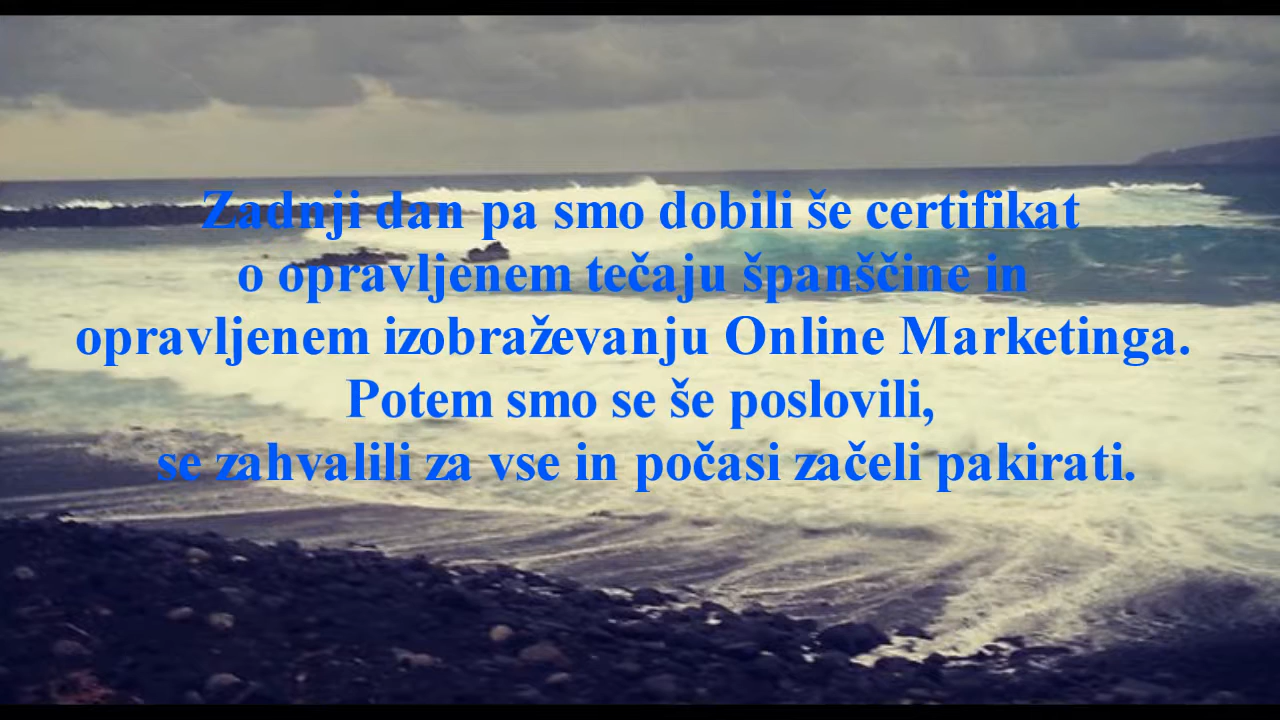 Zadnji dan pa smo dobili še certifikat
o opravljenem tečaju španščine in
opravljenem izobraževanju Online Marketinga.
Potem smo se še poslovili,
se zahvalili za vse in počasi začeli pakirati.